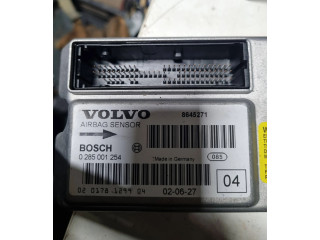 VOLVO 8645271
AIRBAG SENSOR
BOSCH
0 285 001 254
Made in Germany
085
04
02-06-27